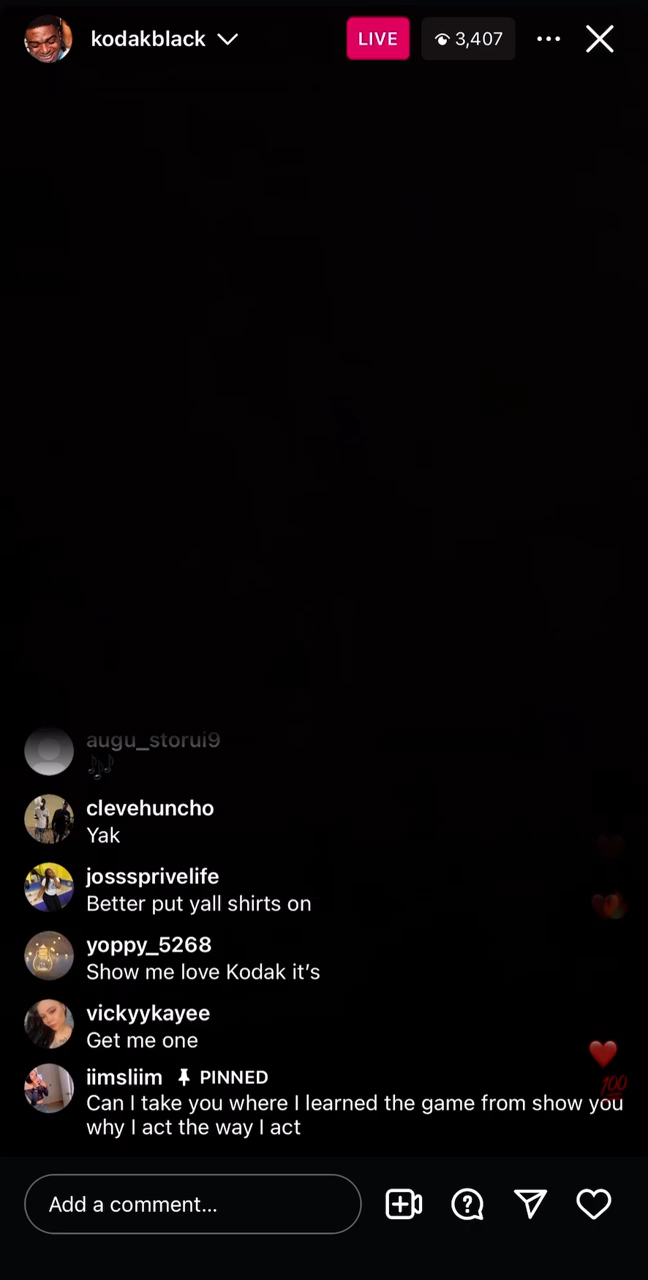 kodakblack
LIVE
3,407
augu_storui9
🎶
clevehuncho
Yak
josssprivelife
Better put yall shirts on
yoppy_5268
Show me love Kodak it’s
vickyykayee
Get me one
iimsliim PINNED
Can I take you where I learned the game from show you
why I act the way I act
💯
Add a comment...